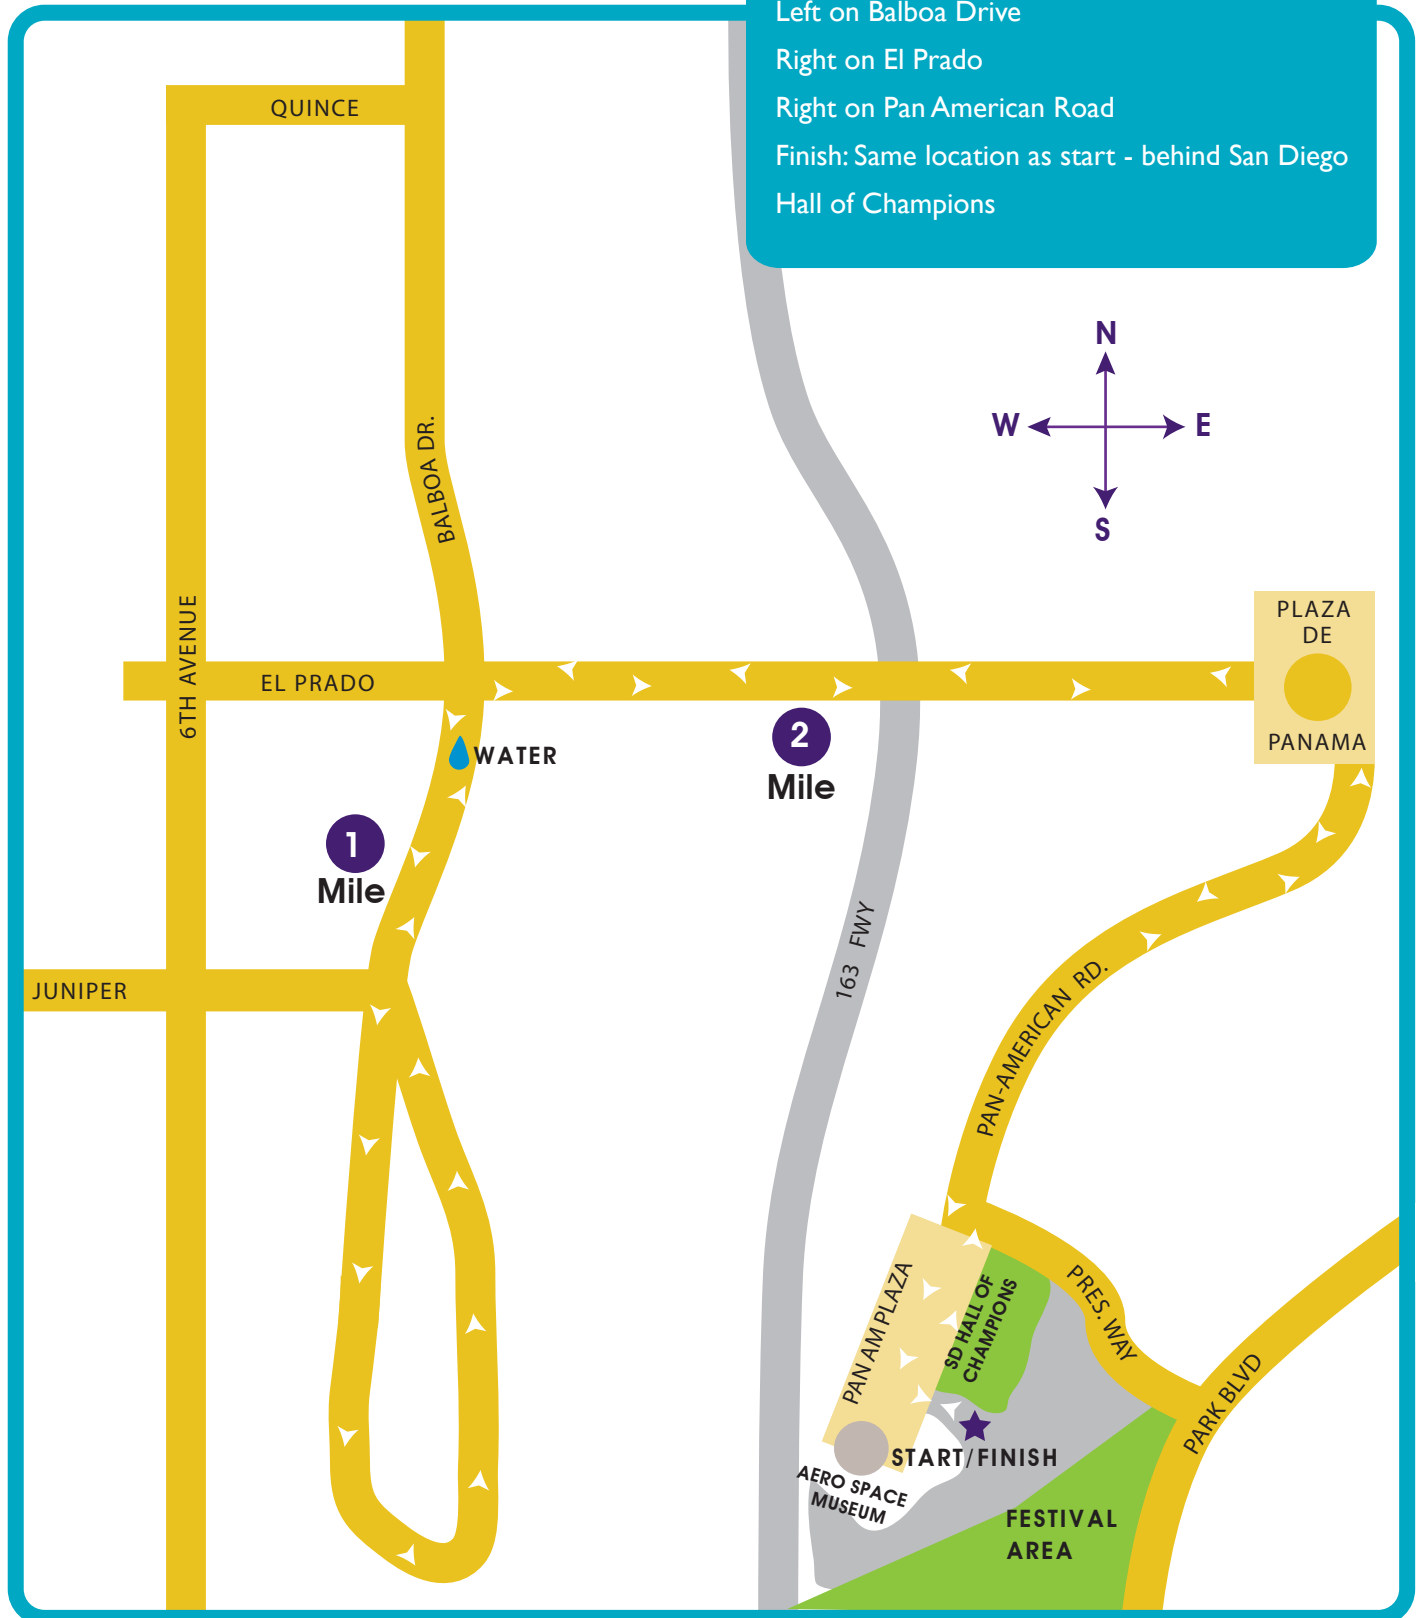 Left on Balboa Drive
Right on El Prado
Right on Pan American Road
Finish: Same location as start - behind San Diego
Hall of Champions
QUINCE
N
W
E
S
BALBOA DR.
6TH AVENUE
EL PRADO
PLAZA
DE
PANAMA
WATER
2
Mile
1
Mile
163 FWY
JUNIPER
PAN-AMERICAN RD.
PAN AM PLAZA
SD HALL OF
CHAMPIONS
PRES. WAY
PARK BLVD
START/FINISH
AERO SPACE
MUSEUM
FESTIVAL
AREA